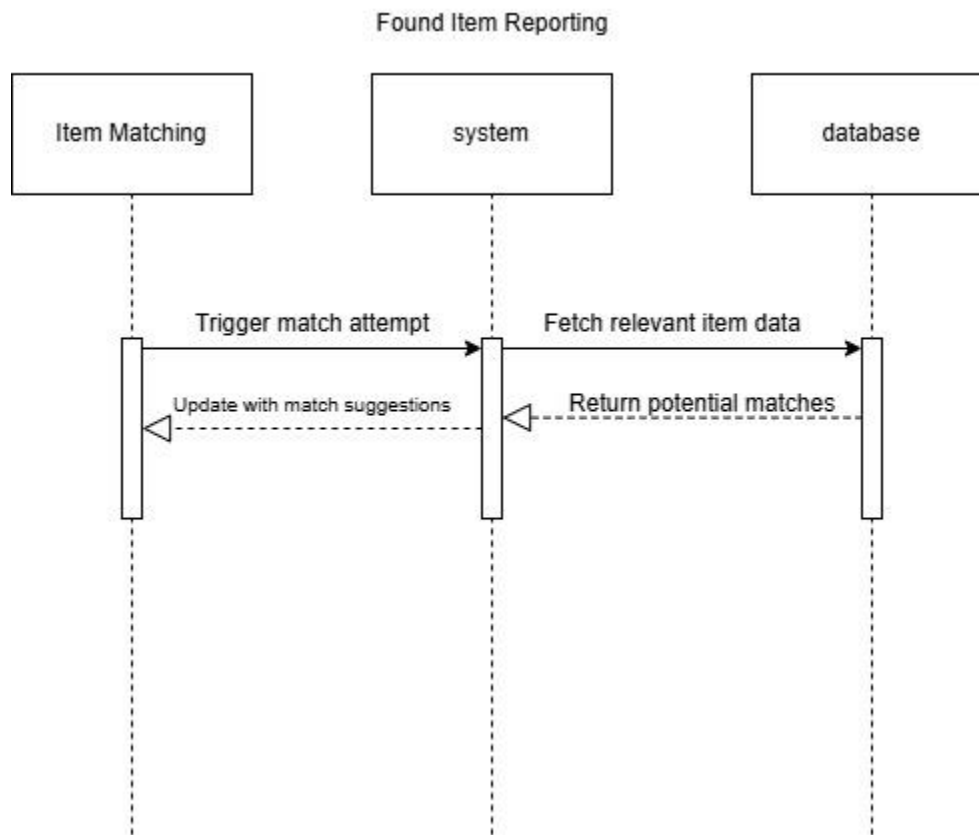 Found Item Reporting
Item Matching
system
database
Trigger match attempt
Fetch relevant item data
Update with match suggestions
Return potential matches